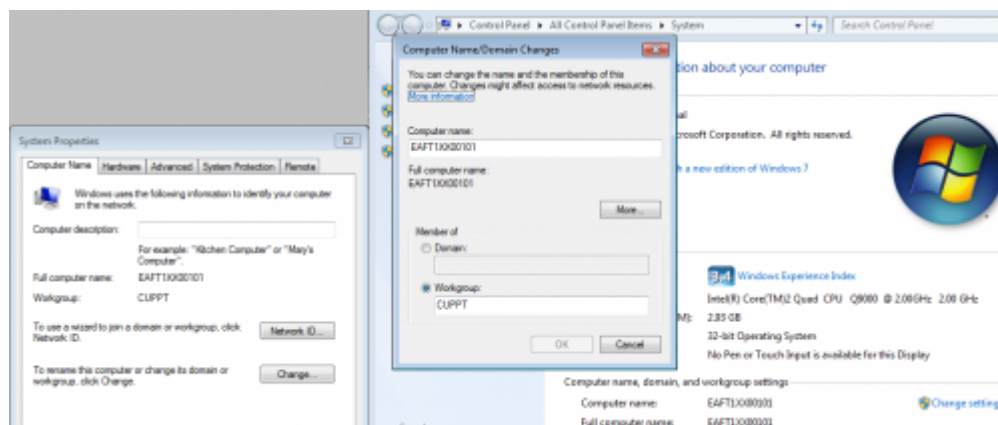 Control Panel ▸ All Control Panel Items ▸ System
Search Control Panel
Computer Name/Domain Changes
You can change the name and the membership of this
computer. Changes might affect access to network resources.
More information
Computer name:
EAFT1XX00101
Full computer name:
EAFT1XX00101
More...
Member of
Domain:
Workgroup:
CUPPT
OK
Cancel
System Properties
Computer Name
Hardware
Advanced
System Protection
Remote
Windows uses the following information to identify your computer
on the network.
Computer description:
For example: "Kitchen Computer" or "Mary's
Computer".
Full computer name:
EAFT1XX00101
Workgroup:
CUPPT
To use a wizard to join a domain or workgroup, click
Network ID.
Network ID...
To rename this computer or change its domain or
workgroup, click Change.
Change...
tion about your computer
al
crosoft Corporation. All rights reserved.
h a new edition of Windows 7
Windows Experience Index
Intel(R) Core(TM)2 Quad CPU Q9000 @ 2.00GHz 2.00 GHz
M):
2.93 GB
32-bit Operating System
No Pen or Touch Input is available for this Display
Computer name, domain, and workgroup settings
Computer name:
EAFT1XX00101
Change setting
Full computer name:
EAFT1XX00101